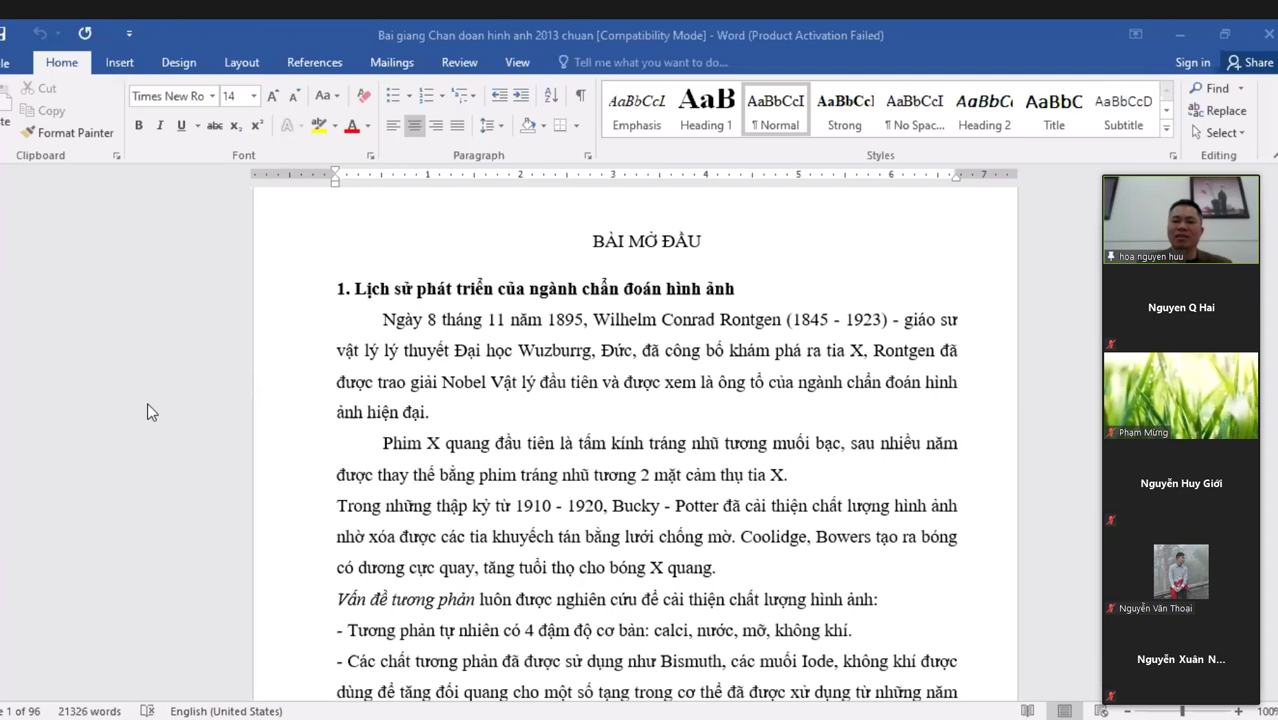 Bai giang Chan doan hinh anh 2013 chuan [Compatibility Mode] - Word (Product Activation Failed)
Home Insert Design Layout References Mailings Review View Tell me what you want to do... Sign in Share
Cut
Copy
Format Painter
Clipboard
Times New Ro 14
Font
Paragraph
AaBbCcI AaB AaBbCcI AaBbCcI AaBbCcI AaBbCc AaBbC AaBbCcD
Emphasis Heading 1 ¶ Normal Strong ¶ No Spac... Heading 2 Title Subtitle
Styles
Find
Replace
Select
Editing
1 2 3 4 5 6 7
BÀI MỞ ĐẦU
1. Lịch sử phát triển của ngành chẩn đoán hình ảnh
Ngày 8 tháng 11 năm 1895, Wilhelm Conrad Rontgen (1845 - 1923) - giáo sư
vật lý lý thuyết Đại học Wuzburrg, Đức, đã công bố khám phá ra tia X, Rontgen đã
được trao giải Nobel Vật lý đầu tiên và được xem là ông tổ của ngành chẩn đoán hình
ảnh hiện đại.
Phim X quang đầu tiên là tấm kính tráng nhũ tương muối bạc, sau nhiều năm
được thay thế bằng phim tráng nhũ tương 2 mặt cảm thụ tia X.
Trong những thập kỷ từ 1910 - 1920, Bucky - Potter đã cải thiện chất lượng hình ảnh
nhờ xóa được các tia khuyếch tán bằng lưới chống mờ. Coolidge, Bowers tạo ra bóng
có dương cực quay, tăng tuổi thọ cho bóng X quang.
Vấn đề tương phản luôn được nghiên cứu để cải thiện chất lượng hình ảnh:
- Tương phân tự nhiên có 4 đậm độ cơ bản: calci, nước, mỡ, không khí.
- Các chất tương phản đã được sử dụng như Bismuth, các muối Iode, không khí được
dùng để tăng đối quang cho một số tạng trong cơ thể đã được xử dụng từ những năm
hoa nguyen huu
Nguyen Q Hai
Phạm Mừng
Nguyễn Huy Giới
Nguyễn Văn Thoại
Nguyễn Xuân N...
1 of 96 21326 words English (United States) 100%